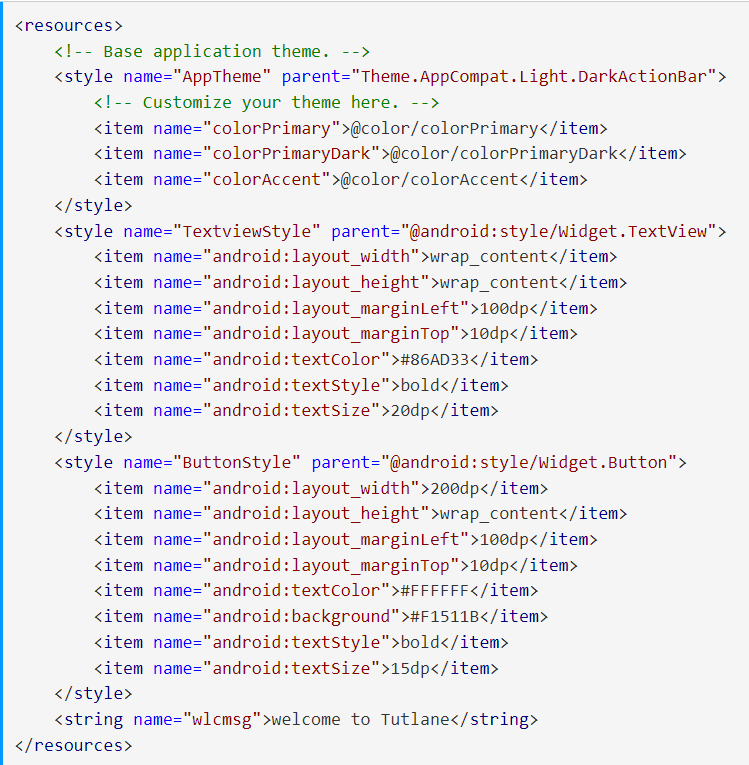 <resources>
    <!-- Base application theme. -->
    <style name="AppTheme" parent="Theme.AppCompat.Light.DarkActionBar">
        <!-- Customize your theme here. -->
        <item name="colorPrimary">@color/colorPrimary</item>
        <item name="colorPrimaryDark">@color/colorPrimaryDark</item>
        <item name="colorAccent">@color/colorAccent</item>
    </style>
    <style name="TextviewStyle" parent="@android:style/Widget.TextView">
        <item name="android:layout_width">wrap_content</item>
        <item name="android:layout_height">wrap_content</item>
        <item name="android:layout_marginLeft">100dp</item>
        <item name="android:layout_marginTop">10dp</item>
        <item name="android:textColor">#86AD33</item>
        <item name="android:textStyle">bold</item>
        <item name="android:textSize">20dp</item>
    </style>
    <style name="ButtonStyle" parent="@android:style/Widget.Button">
        <item name="android:layout_width">200dp</item>
        <item name="android:layout_height">wrap_content</item>
        <item name="android:layout_marginLeft">100dp</item>
        <item name="android:layout_marginTop">10dp</item>
        <item name="android:textColor">#FFFFFF</item>
        <item name="android:background">#F1511B</item>
        <item name="android:textStyle">bold</item>
        <item name="android:textSize">15dp</item>
    </style>
    <string name="wlcmsg">welcome to Tutlane</string>
</resources>